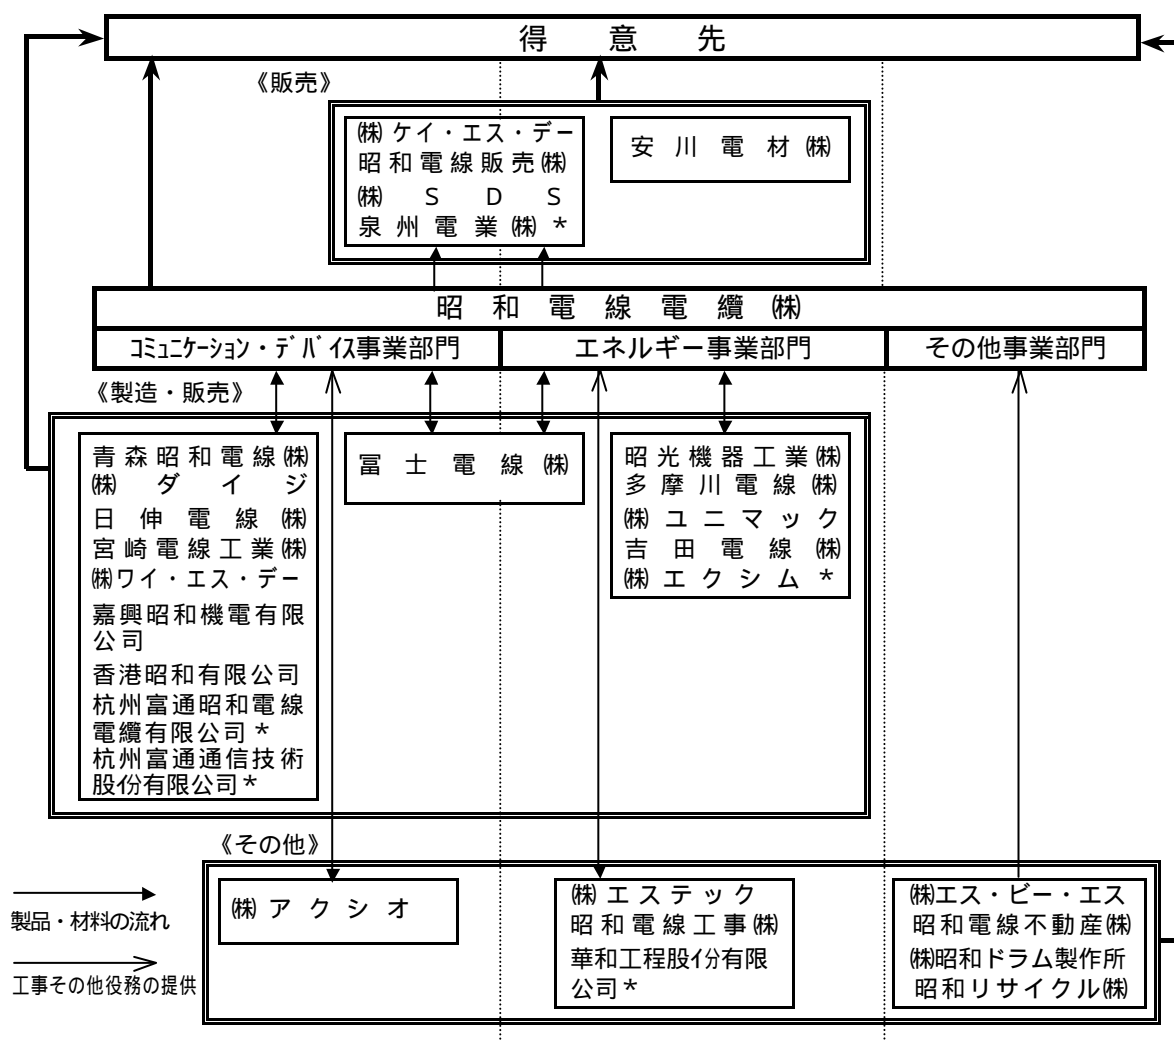 得意先
《販売》
㈱ケイ・エス・デー
昭和電線販売㈱
㈱SDS
泉州電業㈱*
安川電材㈱
昭和電線電纜㈱
ｺﾐｭﾆｹｰｼｮﾝ・ﾃﾞﾊﾞｲｽ事業部門
エネルギー事業部門
その他事業部門
《製造・販売》
青森昭和電線㈱
㈱ダイジ
日伸電線㈱
宮崎電線工業㈱
㈱ワイ・エス・デー
嘉興昭和機電有限
公司
香港昭和有限公司
杭州富通昭和電線
電纜有限公司*
杭州富通通信技術
股份有限公司*
冨士電線㈱
昭光機器工業㈱
多摩川電線㈱
㈱ユニマック
吉田電線㈱
㈱エクシム*
《その他》
㈱アクシオ
㈱エステック
昭和電線工事㈱
華和工程股份有限
公司*
㈱エス・ビー・エス
昭和電線不動産㈱
㈱昭和ドラム製作所
昭和リサイクル㈱
製品・材料の流れ
工事その他役務の提供